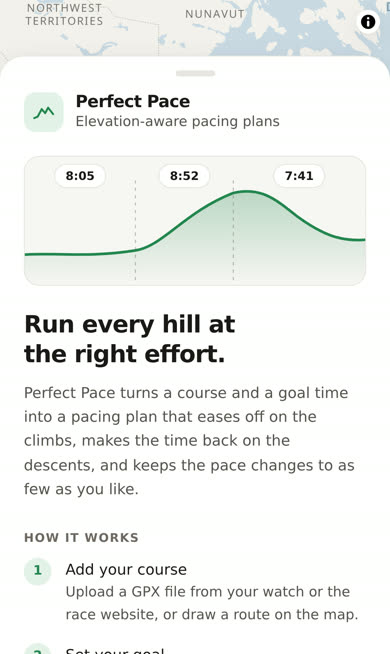 NORTHWEST
TERRITORIES
NUNAVUT
Perfect Pace
Elevation-aware pacing plans
8:05
8:52
7:41
Run every hill at
the right effort.
Perfect Pace turns a course and a goal time
into a pacing plan that eases off on the
climbs, makes the time back on the
descents, and keeps the pace changes to as
few as you like.
HOW IT WORKS
1
Add your course
Upload a GPX file from your watch or the
race website, or draw a route on the map.
2
Set your goal